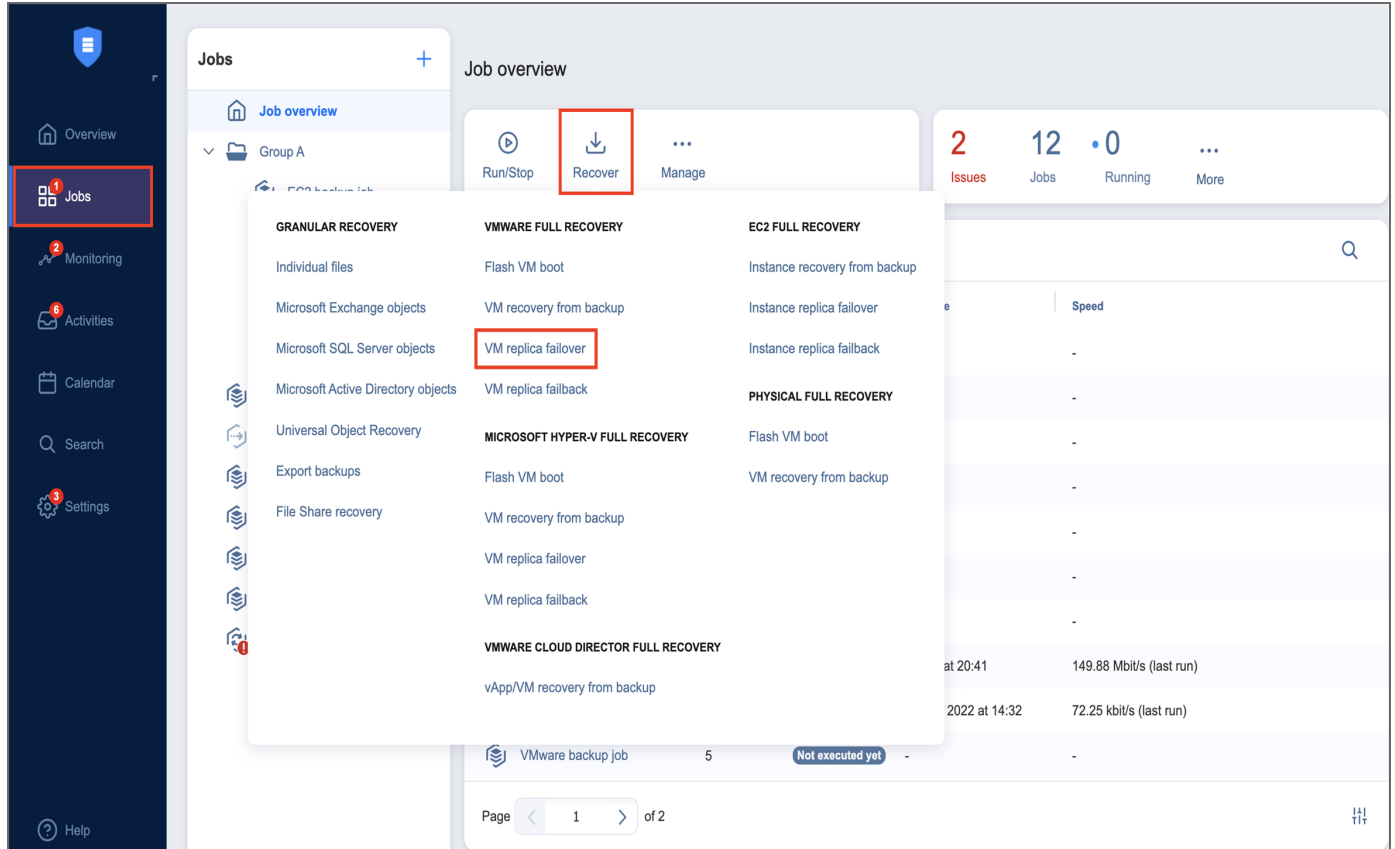 Jobs
+
Job overview
Overview
1
Jobs
2
Monitoring
6
Activities
Calendar
Search
3
Settings
Help
Job overview
Group A
EC2 backup job
Run/Stop
Recover
Manage
2
Issues
12
Jobs
0
Running
More
GRANULAR RECOVERY
Individual files
Microsoft Exchange objects
Microsoft SQL Server objects
Microsoft Active Directory objects
Universal Object Recovery
Export backups
File Share recovery
VMWARE FULL RECOVERY
Flash VM boot
VM recovery from backup
VM replica failover
VM replica failback
MICROSOFT HYPER-V FULL RECOVERY
Flash VM boot
VM recovery from backup
VM replica failover
VM replica failback
VMWARE CLOUD DIRECTOR FULL RECOVERY
vApp/VM recovery from backup
EC2 FULL RECOVERY
Instance recovery from backup
Instance replica failover
Instance replica failback
PHYSICAL FULL RECOVERY
Flash VM boot
VM recovery from backup
e Speed
-
-
-
-
-
-
-
at 20:41 149.88 Mbit/s (last run)
2022 at 14:32 72.25 kbit/s (last run)
VMware backup job 5 Not executed yet - -
Page 1 of 2